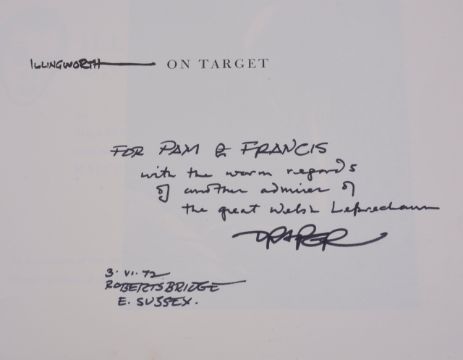 ILLINGWORTH ON TARGET
FOR PAM & FRANCIS
with the warm regards
of another admirer of
the great Welsh Leprechaun
DRAPER
3·VI·72
ROBERTSBRIDGE
E. SUSSEX.